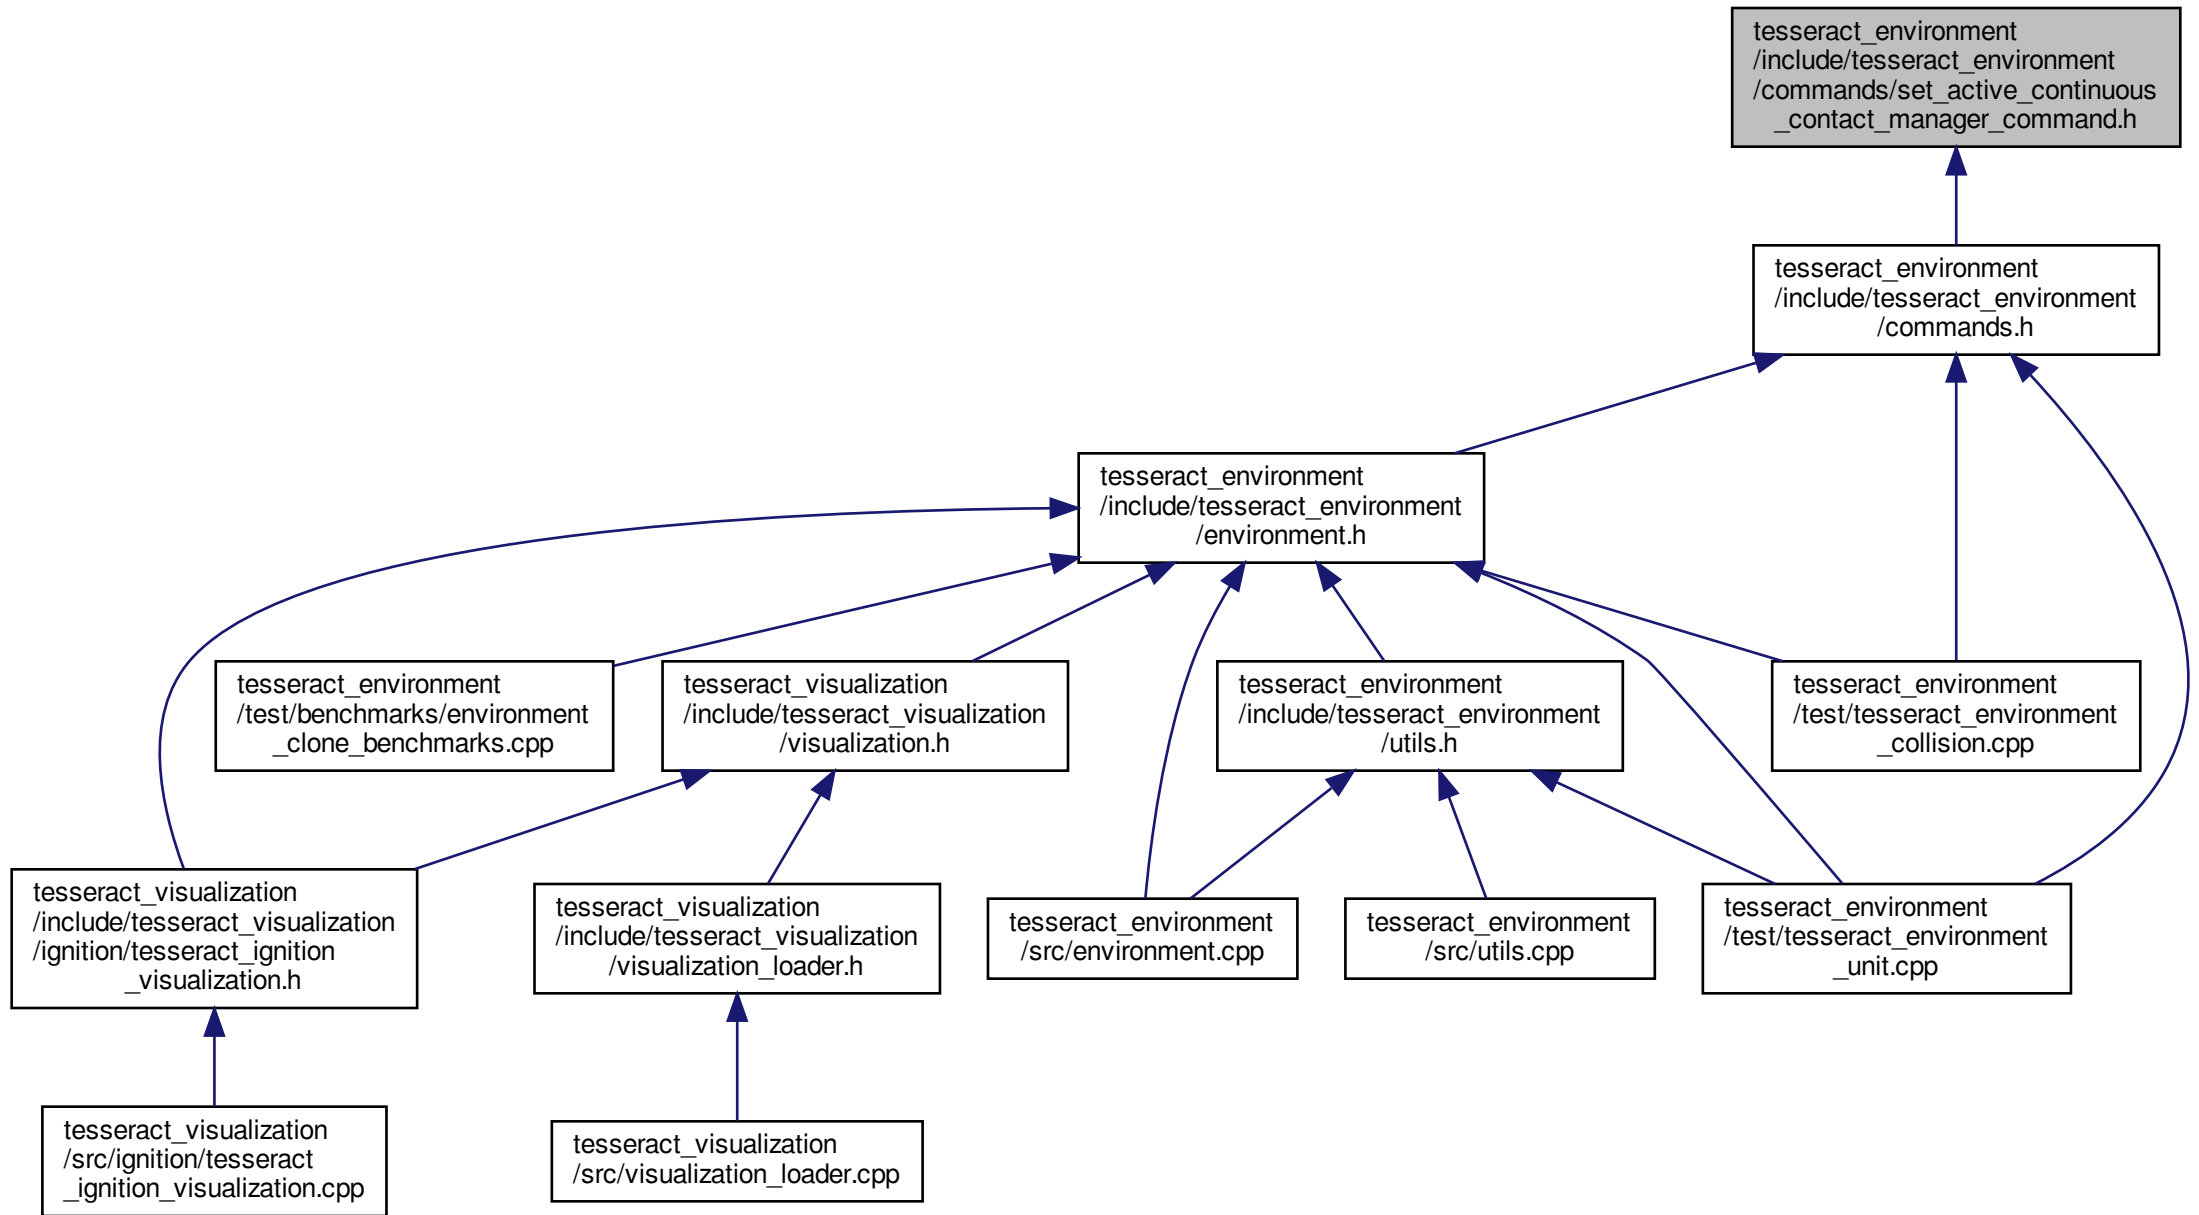 tesseract_environment
/include/tesseract_environment
/commands/set_active_continuous
_contact_manager_command.h
tesseract_environment
/include/tesseract_environment
/commands.h
tesseract_environment
/include/tesseract_environment
/environment.h
tesseract_environment
/test/benchmarks/environment
_clone_benchmarks.cpp
tesseract_visualization
/include/tesseract_visualization
/visualization.h
tesseract_environment
/include/tesseract_environment
/utils.h
tesseract_environment
/test/tesseract_environment
_collision.cpp
tesseract_visualization
/include/tesseract_visualization
/ignition/tesseract_ignition
_visualization.h
tesseract_visualization
/include/tesseract_visualization
/visualization_loader.h
tesseract_environment
/src/environment.cpp
tesseract_environment
/src/utils.cpp
tesseract_environment
/test/tesseract_environment
_unit.cpp
tesseract_visualization
/src/ignition/tesseract
_ignition_visualization.cpp
tesseract_visualization
/src/visualization_loader.cpp